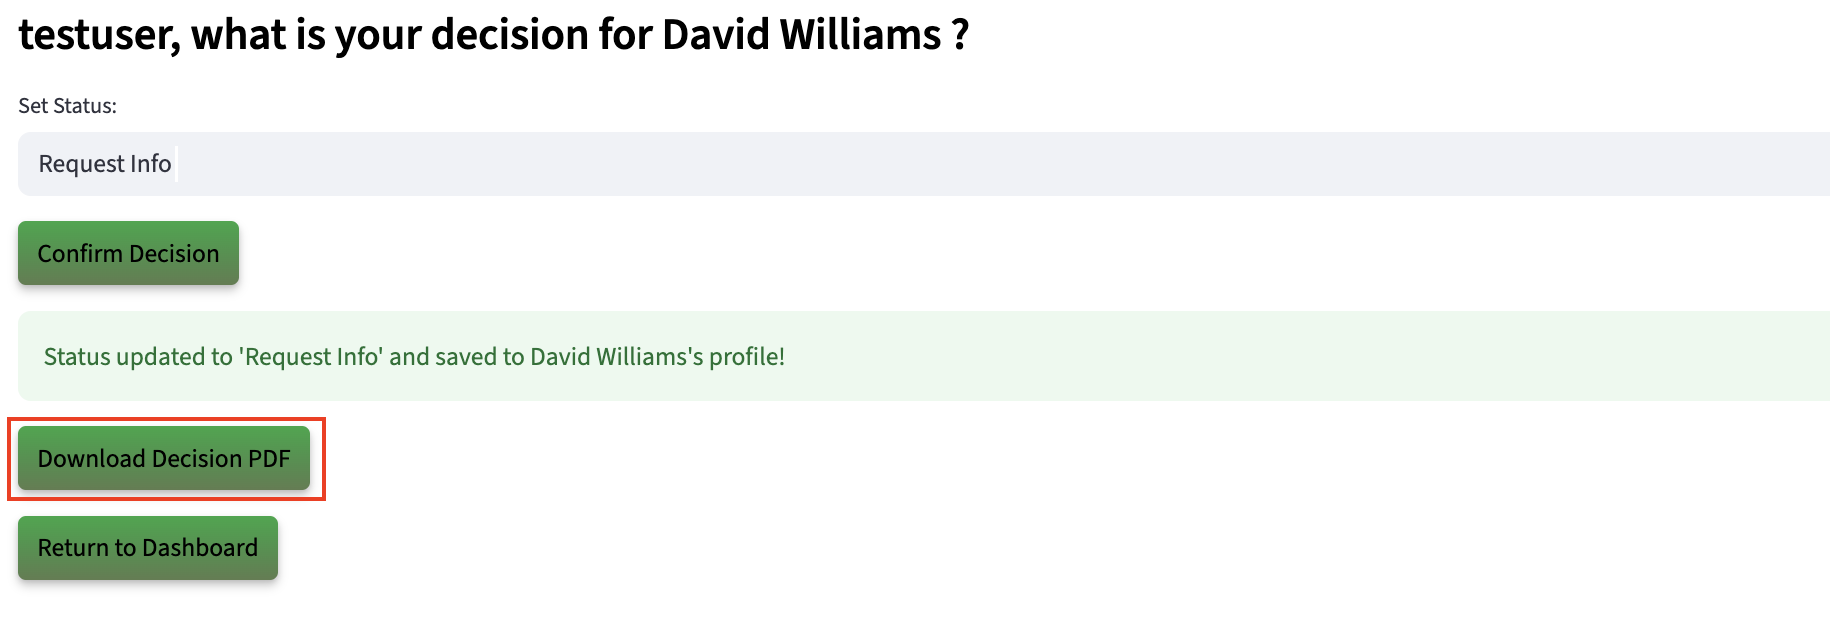 testuser, what is your decision for David Williams ?
Set Status:
Request Info
Confirm Decision
Status updated to 'Request Info' and saved to David Williams's profile!
Download Decision PDF
Return to Dashboard